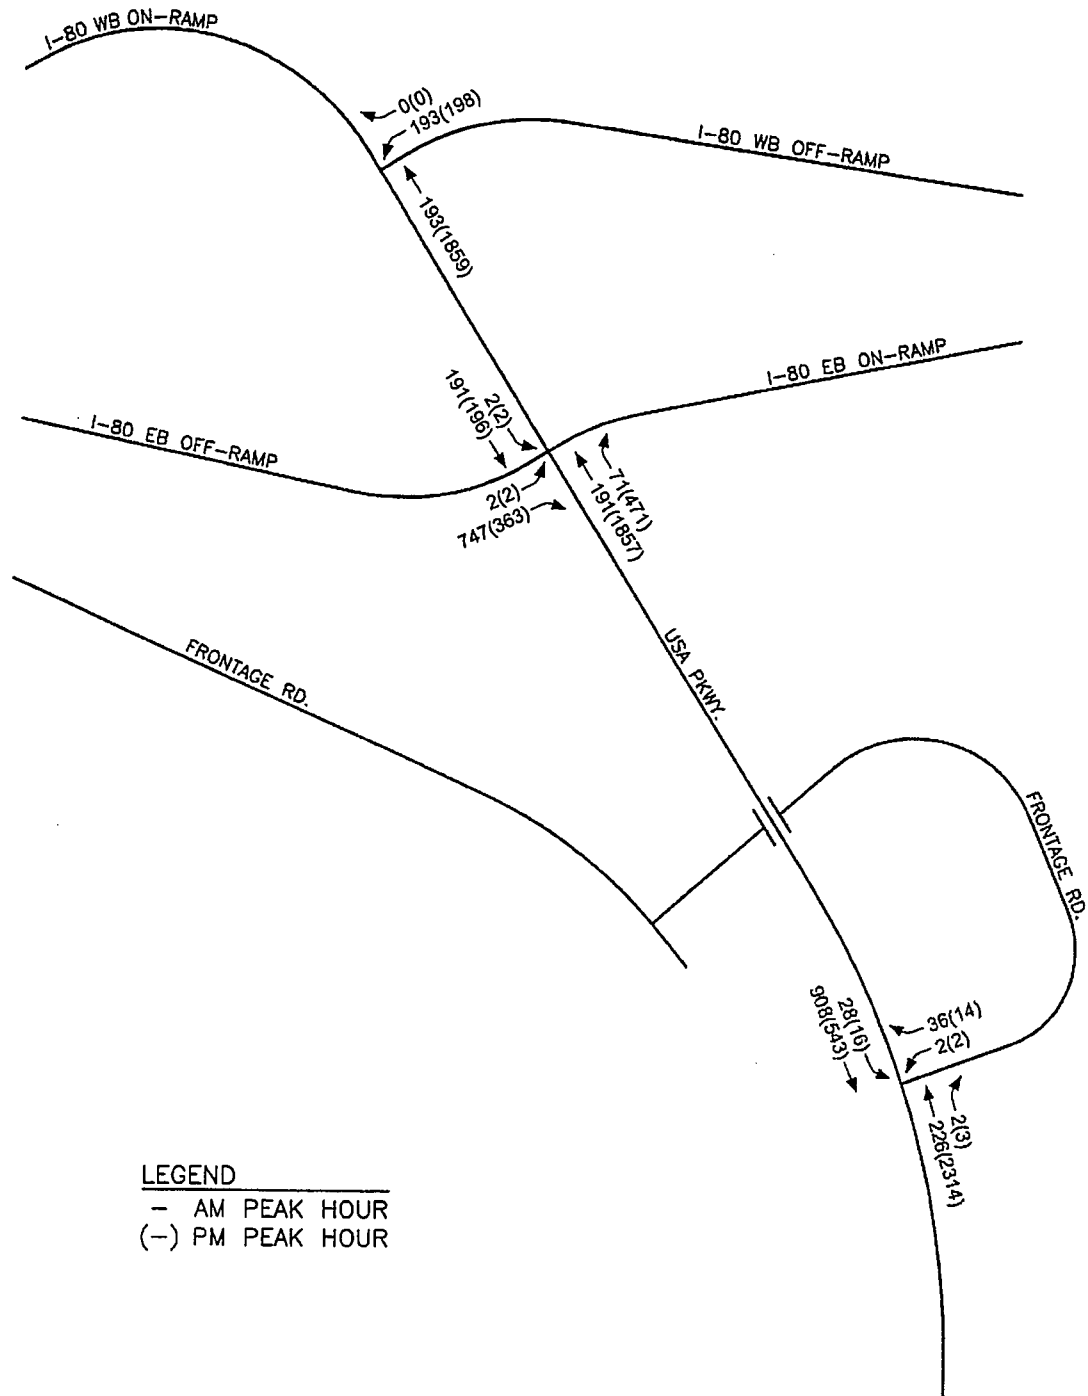 I-80 WB ON-RAMP
0(0)
193(198)
I-80 WB OFF-RAMP
193(1859)
I-80 EB ON-RAMP
2(2)
191(196)
I-80 EB OFF-RAMP
71(471)
191(1857)
2(2)
747(363)
USA PKWY.
FRONTAGE RD.
FRONTAGE RD.
28(16)
908(543)
36(14)
2(2)
2(3)
226(2314)
LEGEND
- AM PEAK HOUR
(-) PM PEAK HOUR